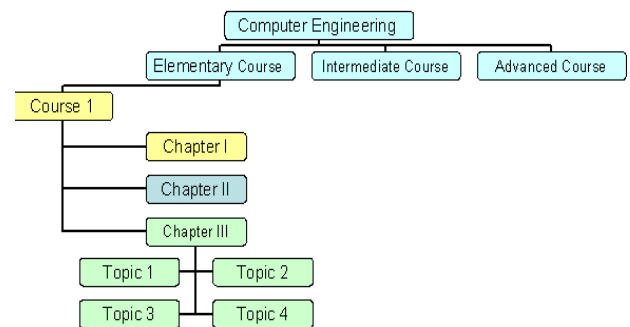 Computer Engineering
Elementary Course
Intermediate Course
Advanced Course
Course 1
Chapter I
Chapter II
Chapter III
Topic 1
Topic 2
Topic 3
Topic 4